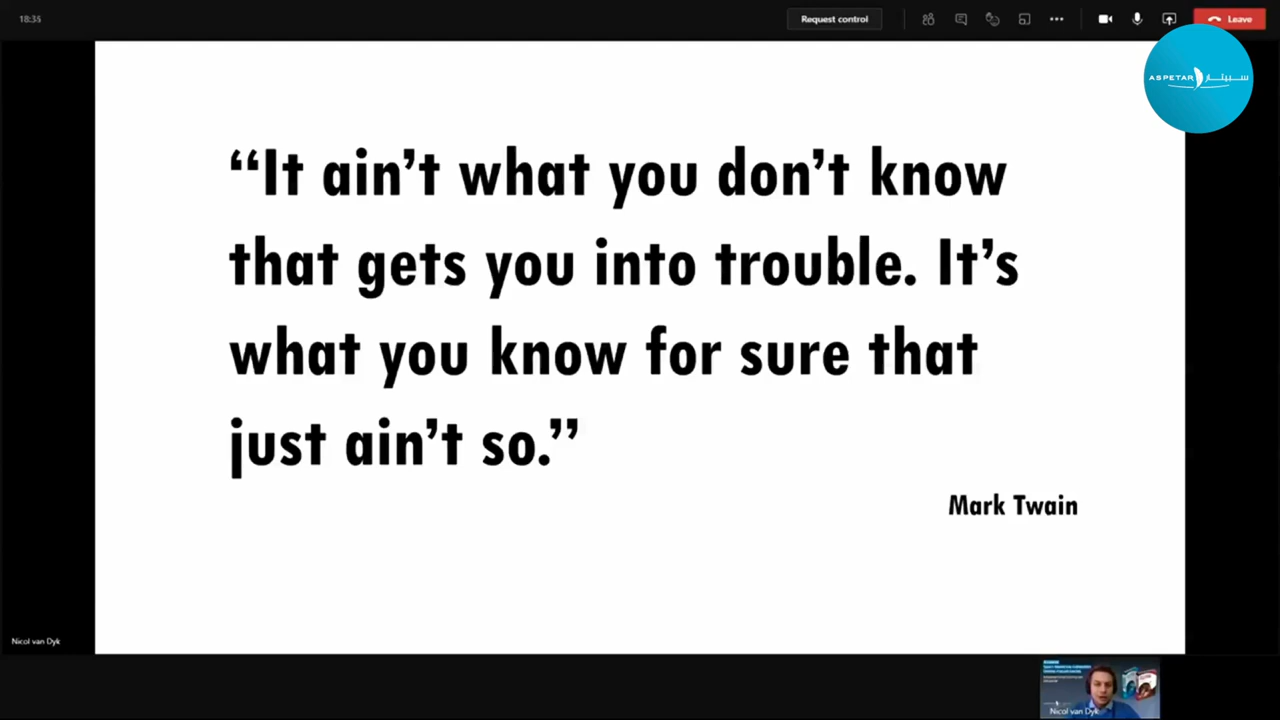 18:35
Request control
Leave
ASPETAR سبيتار
“It ain’t what you don’t know
that gets you into trouble. It’s
what you know for sure that
just ain’t so.”
Mark Twain
Nicol van Dyk
Nicol van Dyk